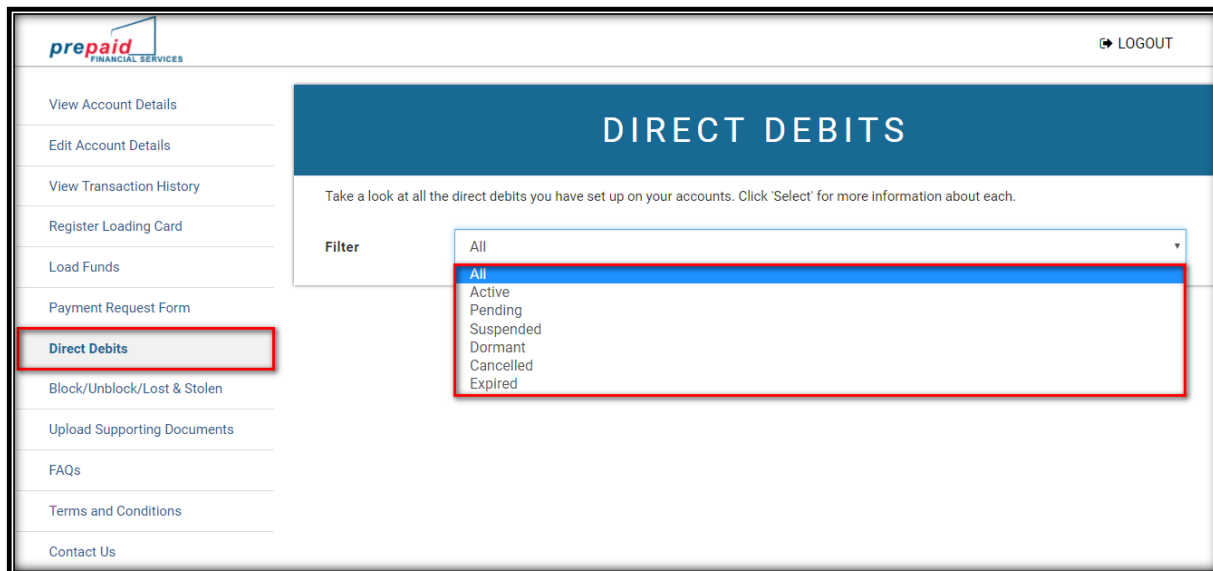 prepaid
FINANCIAL SERVICES
LOGOUT
View Account Details
Edit Account Details
View Transaction History
Register Loading Card
Load Funds
Payment Request Form
Direct Debits
Block/Unblock/Lost & Stolen
Upload Supporting Documents
FAQs
Terms and Conditions
Contact Us
DIRECT DEBITS
Take a look at all the direct debits you have set up on your accounts. Click 'Select' for more information about each.
Filter
All
All
Active
Pending
Suspended
Dormant
Cancelled
Expired